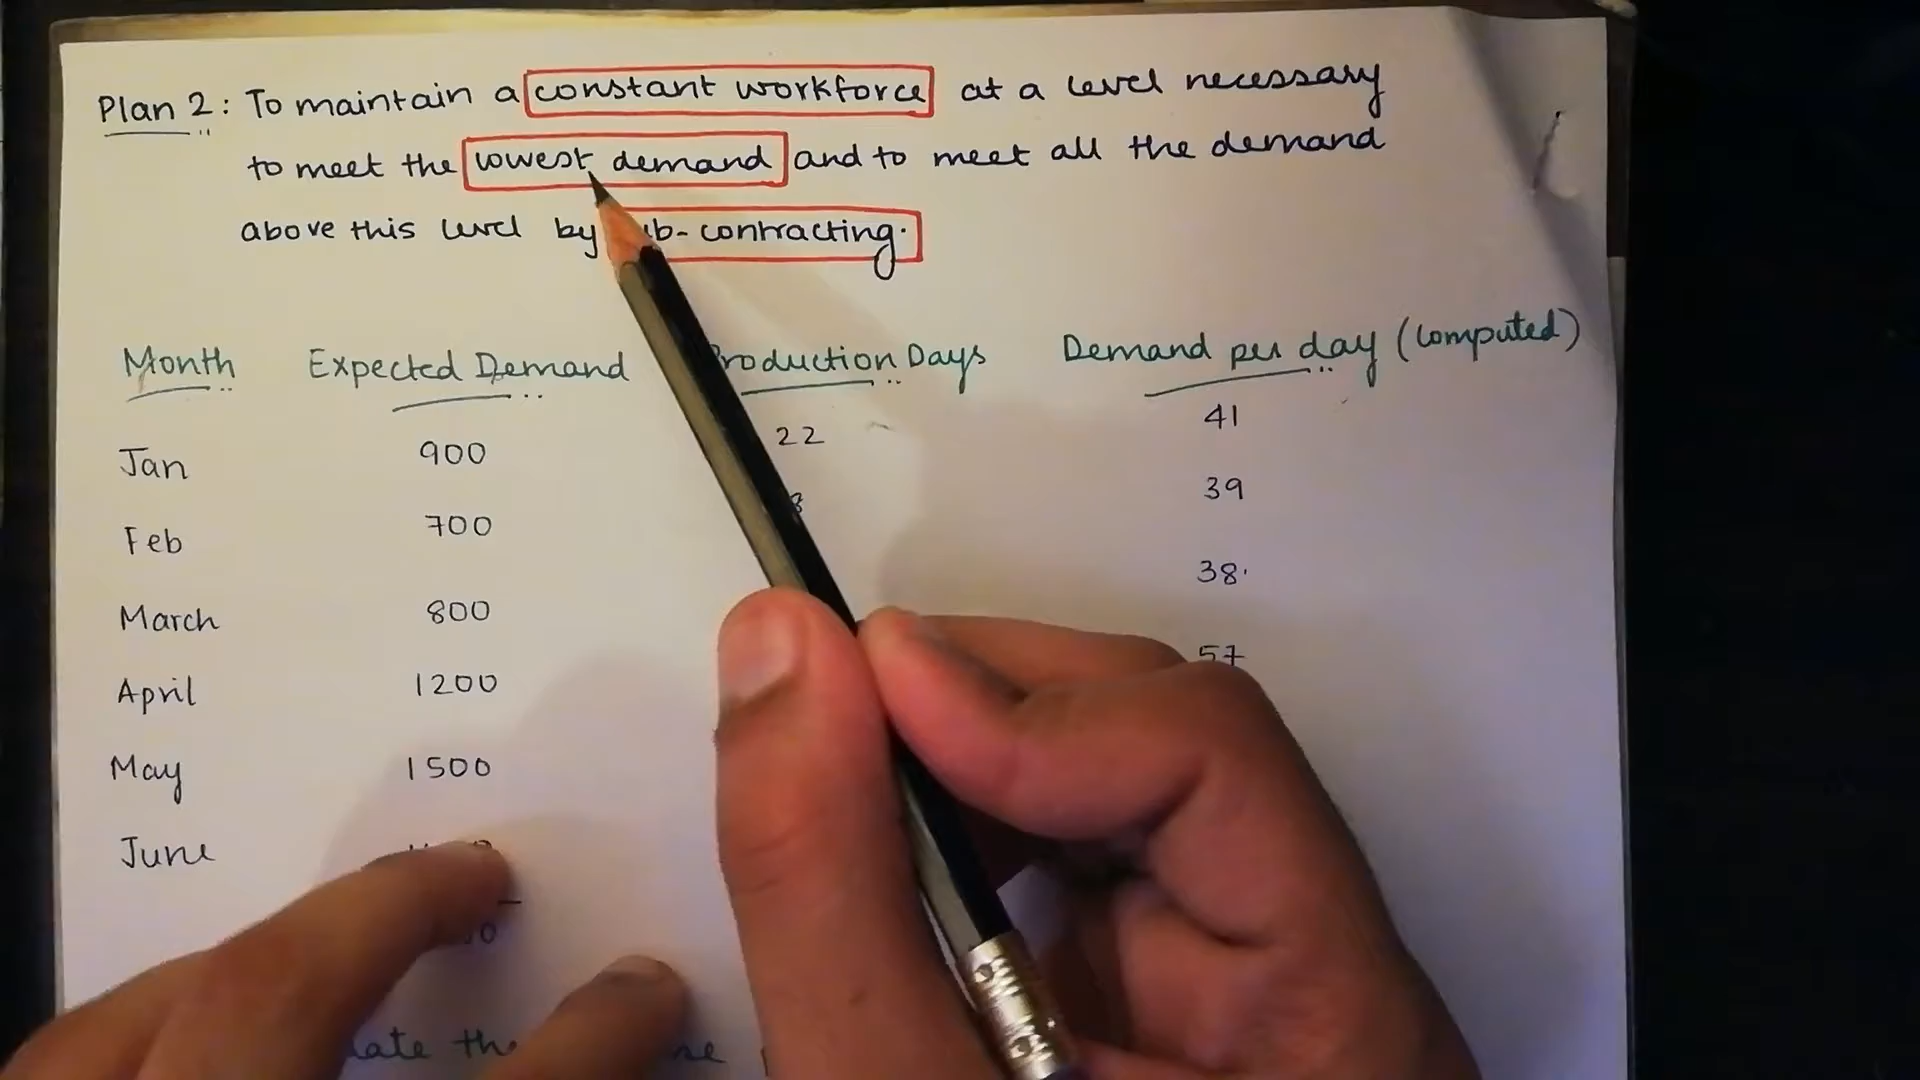 Plan 2: To maintain a constant workforce at a level necessary
to meet the lowest demand and to meet all the demand
above this level by contracting.
Month Expected Demand Production Days Demand per day (computed)
Jan 900 22 41
Feb 700 39
March 800 38.
April 1200 57
May 1500
June